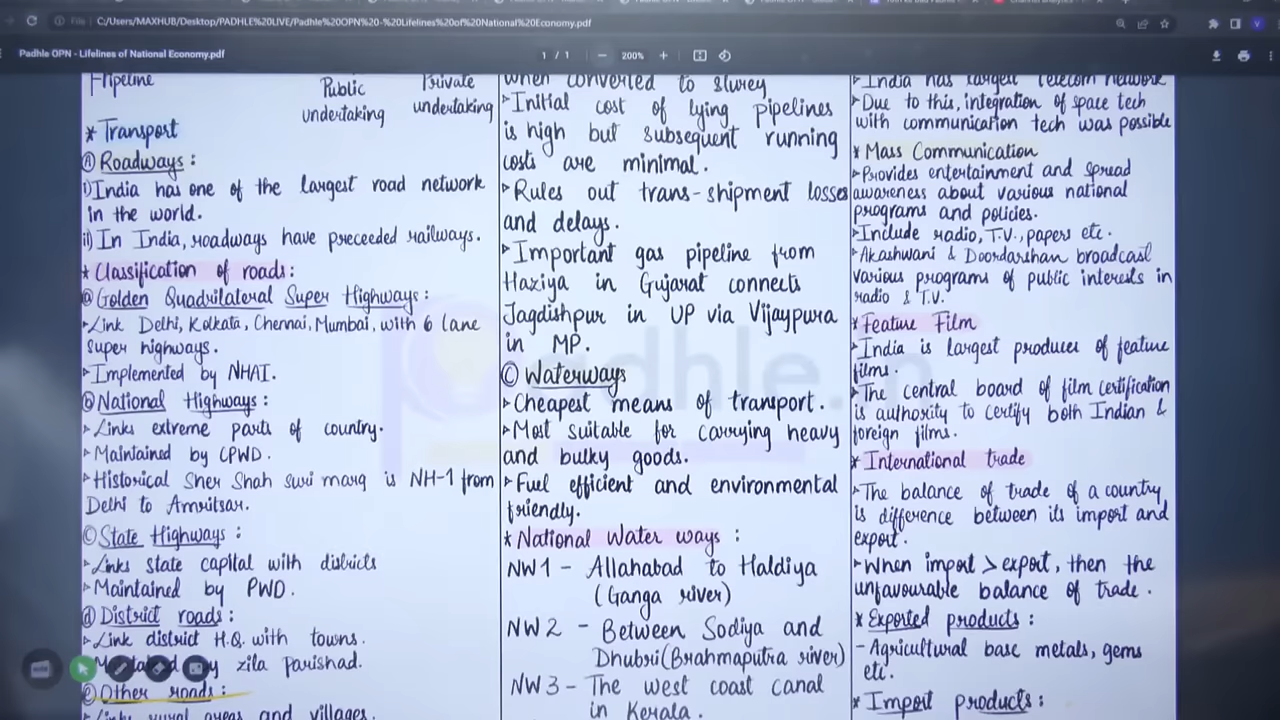 File C:/Users/MAXHUB/Desktop/PADHLE%20LIVE/Padhle%20OPN%20-%20Lifelines%20of%20National%20Economy.pdf
Padhle OPN - Lifelines of National Economy.pdf
1 / 1
200%
Pipeline
Public undertaking
Private undertaking
* Transport
Ⓐ Roadways :
i) India has one of the largest road network
in the world.
ii) In India, roadways have preceeded railways.
* Classification of roads :
ⓐ Golden Quadrilateral Super Highways :
Link Delhi, Kolkata, Chennai, Mumbai, with 6 lane
super highways.
Implemented by NHAI.
ⓑ National Highways :
Links extreme parts of country.
Maintained by CPWD.
Historical Sher Shah suri marg is NH-1 from
Delhi to Amritsar.
ⓒ State Highways :
Links state capital with districts
Maintained by PWD.
ⓓ District roads :
Link district H.Q. with towns.
by zila parishad.
ⓔ Other roads :
Links rural areas and villages.
when converted to slurry
Initial cost of lying pipelines
is high but subsequent running
costs are minimal.
Rules out trans-shipment losses
and delays.
Important gas pipeline from
Haziya in Gujarat connects
Jagdishpur in UP via Vijaypura
in MP.
Ⓒ Waterways
Cheapest means of transport.
Most suitable for carrying heavy
and bulky goods.
Fuel efficient and environmental
friendly.
* National Water ways :
NW1 - Allahabad to Haldiya
(Ganga river)
NW2 - Between Sodiya and
Dhubri (Brahmaputra river)
NW3 - The west coast canal
in Kerala.
India has largest telecom network
Due to this, integration of space tech
with communication tech was possible
* Mass Communication
Provides entertainment and spread
awareness about various national
programs and policies.
Include radio, T.V., papers etc.
Akashwani & Doordarshan broadcast
various programs of public interests in
radio & T.V.
* Feature Film
India is largest producer of feature
films.
The central board of film certification
is authority to certify both Indian &
foreign films.
* International trade
The balance of trade of a country
is difference between its import and
export.
When import > export, then the
unfavourable balance of trade.
* Exported products :
- Agricultural base metals, gems
etc.
* Import products :